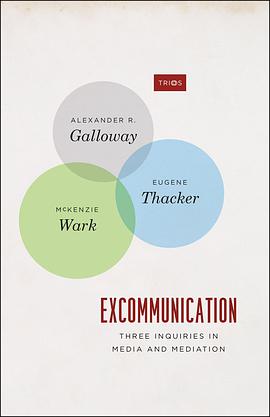 TRIOS
ALEXANDER R.
Galloway
EUGENE
Thacker
McKENZIE
Wark
EXCOMMUNICATION
THREE INQUIRIES IN
MEDIA AND MEDIATION